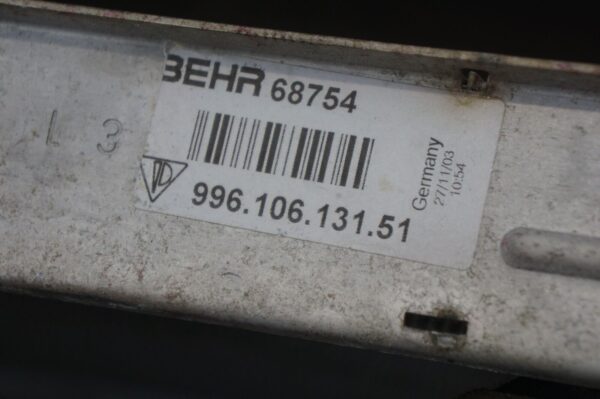 BEHR 68754
L 3
996.106.131.51
Germany
27/11/03
10:54